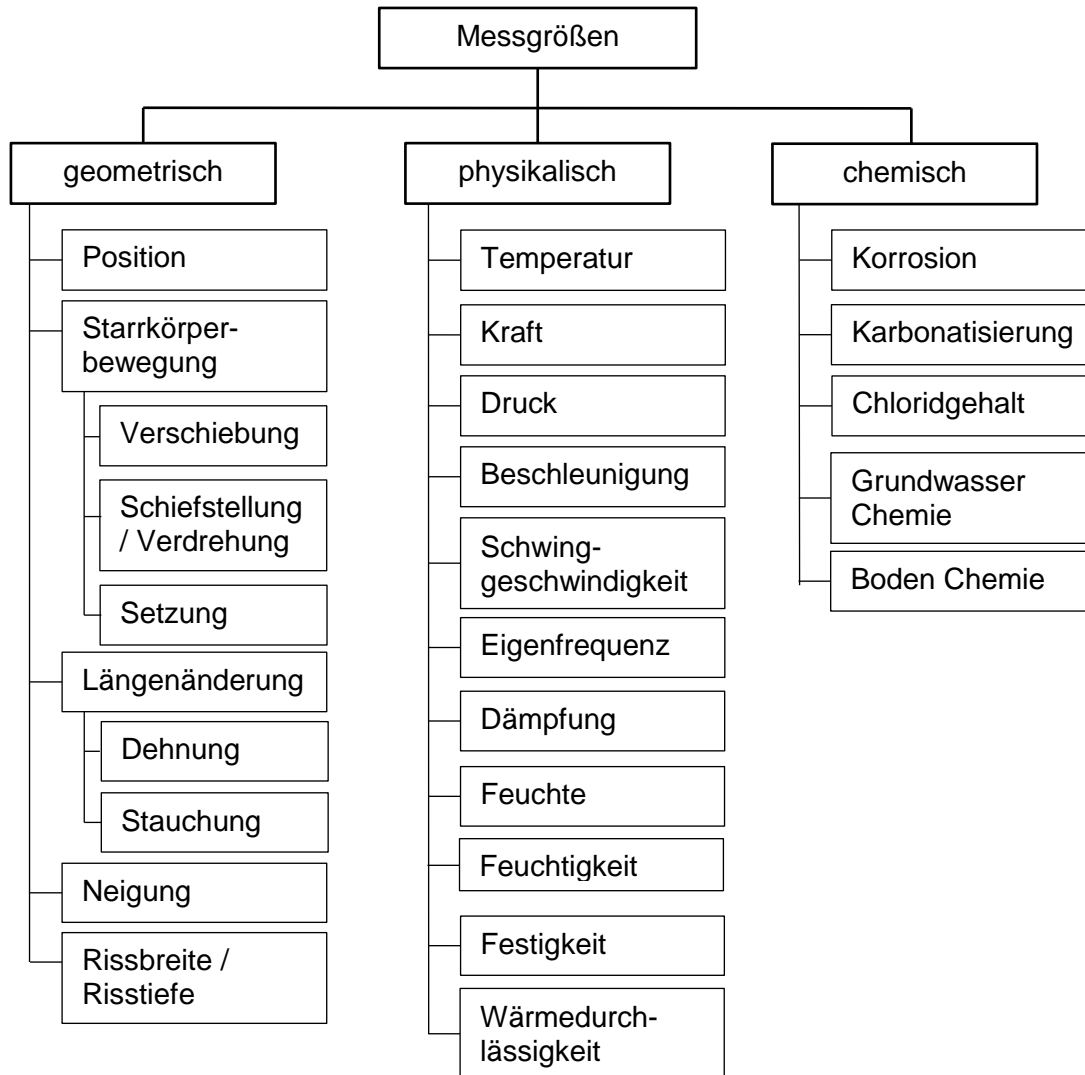 Messgrößen
geometrisch
physikalisch
chemisch
Position
Starrkörper-
bewegung
Verschiebung
Schiefstellung
/ Verdrehung
Setzung
Längenänderung
Dehnung
Stauchung
Neigung
Rissbreite /
Risstiefe
Temperatur
Kraft
Druck
Beschleunigung
Schwing-
geschwindigkeit
Eigenfrequenz
Dämpfung
Feuchte
Feuchtigkeit
Festigkeit
Wärmedurch-
lässigkeit
Korrosion
Karbonatisierung
Chloridgehalt
Grundwasser
Chemie
Boden Chemie